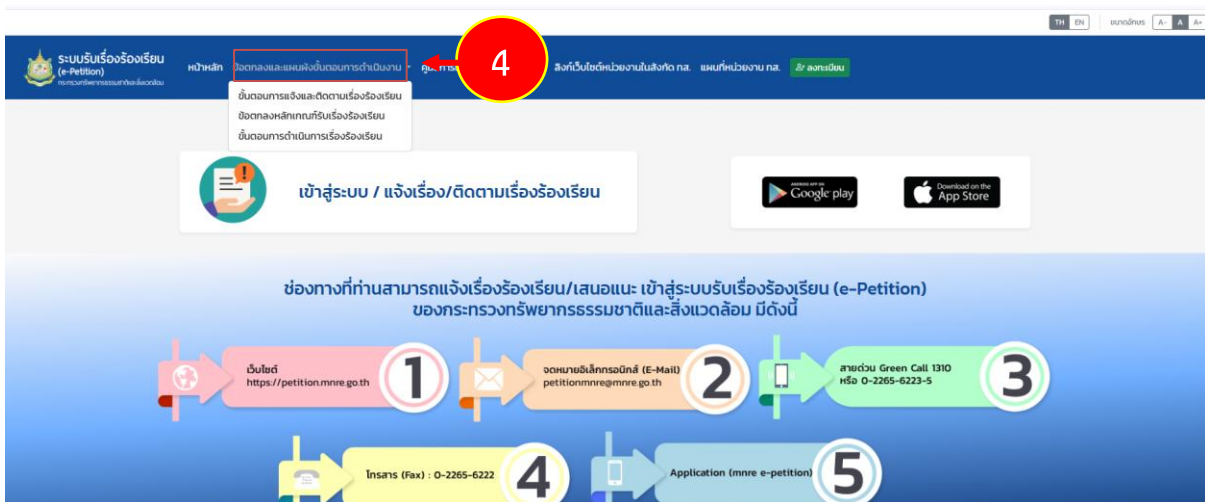 TH EN ขนาดอักษร A- A A+
ระบบรับเรื่องร้องเรียน
(e-Petition)
กระทรวงทรัพยากรธรรมชาติและสิ่งแวดล้อม
หน้าหลัก ข้อตกลงและแผนผังขั้นตอนการดำเนินงาน 4 ลิงก์เว็บไซต์หน่วยงานในสังกัด ทส. แผนที่หน่วยงาน ทส. ลงทะเบียน
ขั้นตอนการแจ้งและติดตามเรื่องร้องเรียน
ข้อตกลงหลักเกณฑ์รับเรื่องร้องเรียน
ขั้นตอนการดำเนินการเรื่องร้องเรียน
เข้าสู่ระบบ / แจ้งเรื่อง/ติดตามเรื่องร้องเรียน
ANDROID APP ON
Google play
Download on the
App Store
ช่องทางที่ท่านสามารถแจ้งเรื่องร้องเรียน/เสนอแนะ เข้าสู่ระบบรับเรื่องร้องเรียน (e-Petition)
ของกระทรวงทรัพยากรธรรมชาติและสิ่งแวดล้อม มีดังนี้
เว็บไซต์
https://petition.mnre.go.th
1
จดหมายอิเล็กทรอนิกส์ (E-Mail)
petitionmnre@mnre.go.th
2
สายด่วน Green Call 1310
หรือ 0-2265-6223-5
3
โทรสาร (Fax) : 0-2265-6222
4
Application (mnre e-petition)
5